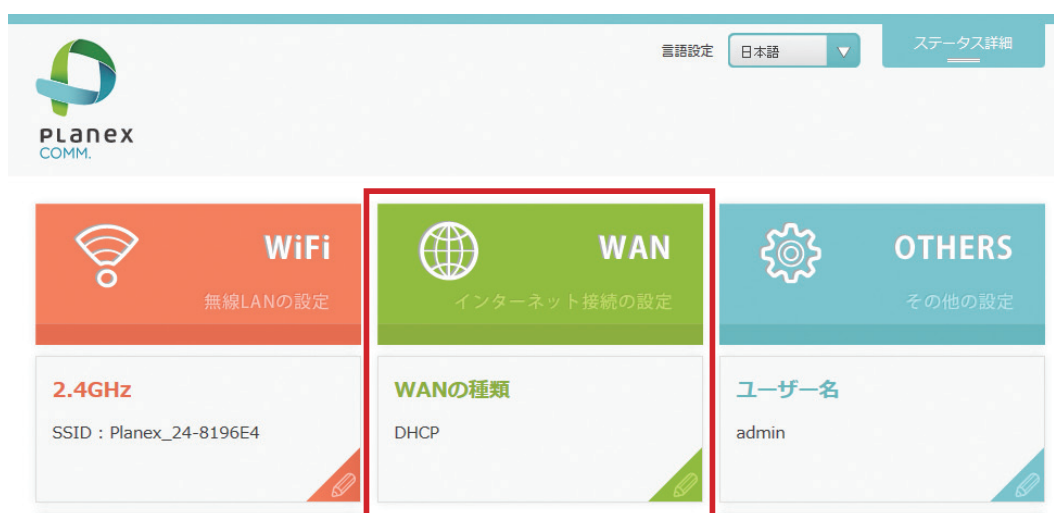 言語設定 日本語 ステータス詳細
PLANEX
COMM.
WiFi
無線LANの設定
WAN
インターネット接続の設定
OTHERS
その他の設定
2.4GHz
SSID : Planex_24-8196E4
WANの種類
DHCP
ユーザー名
admin